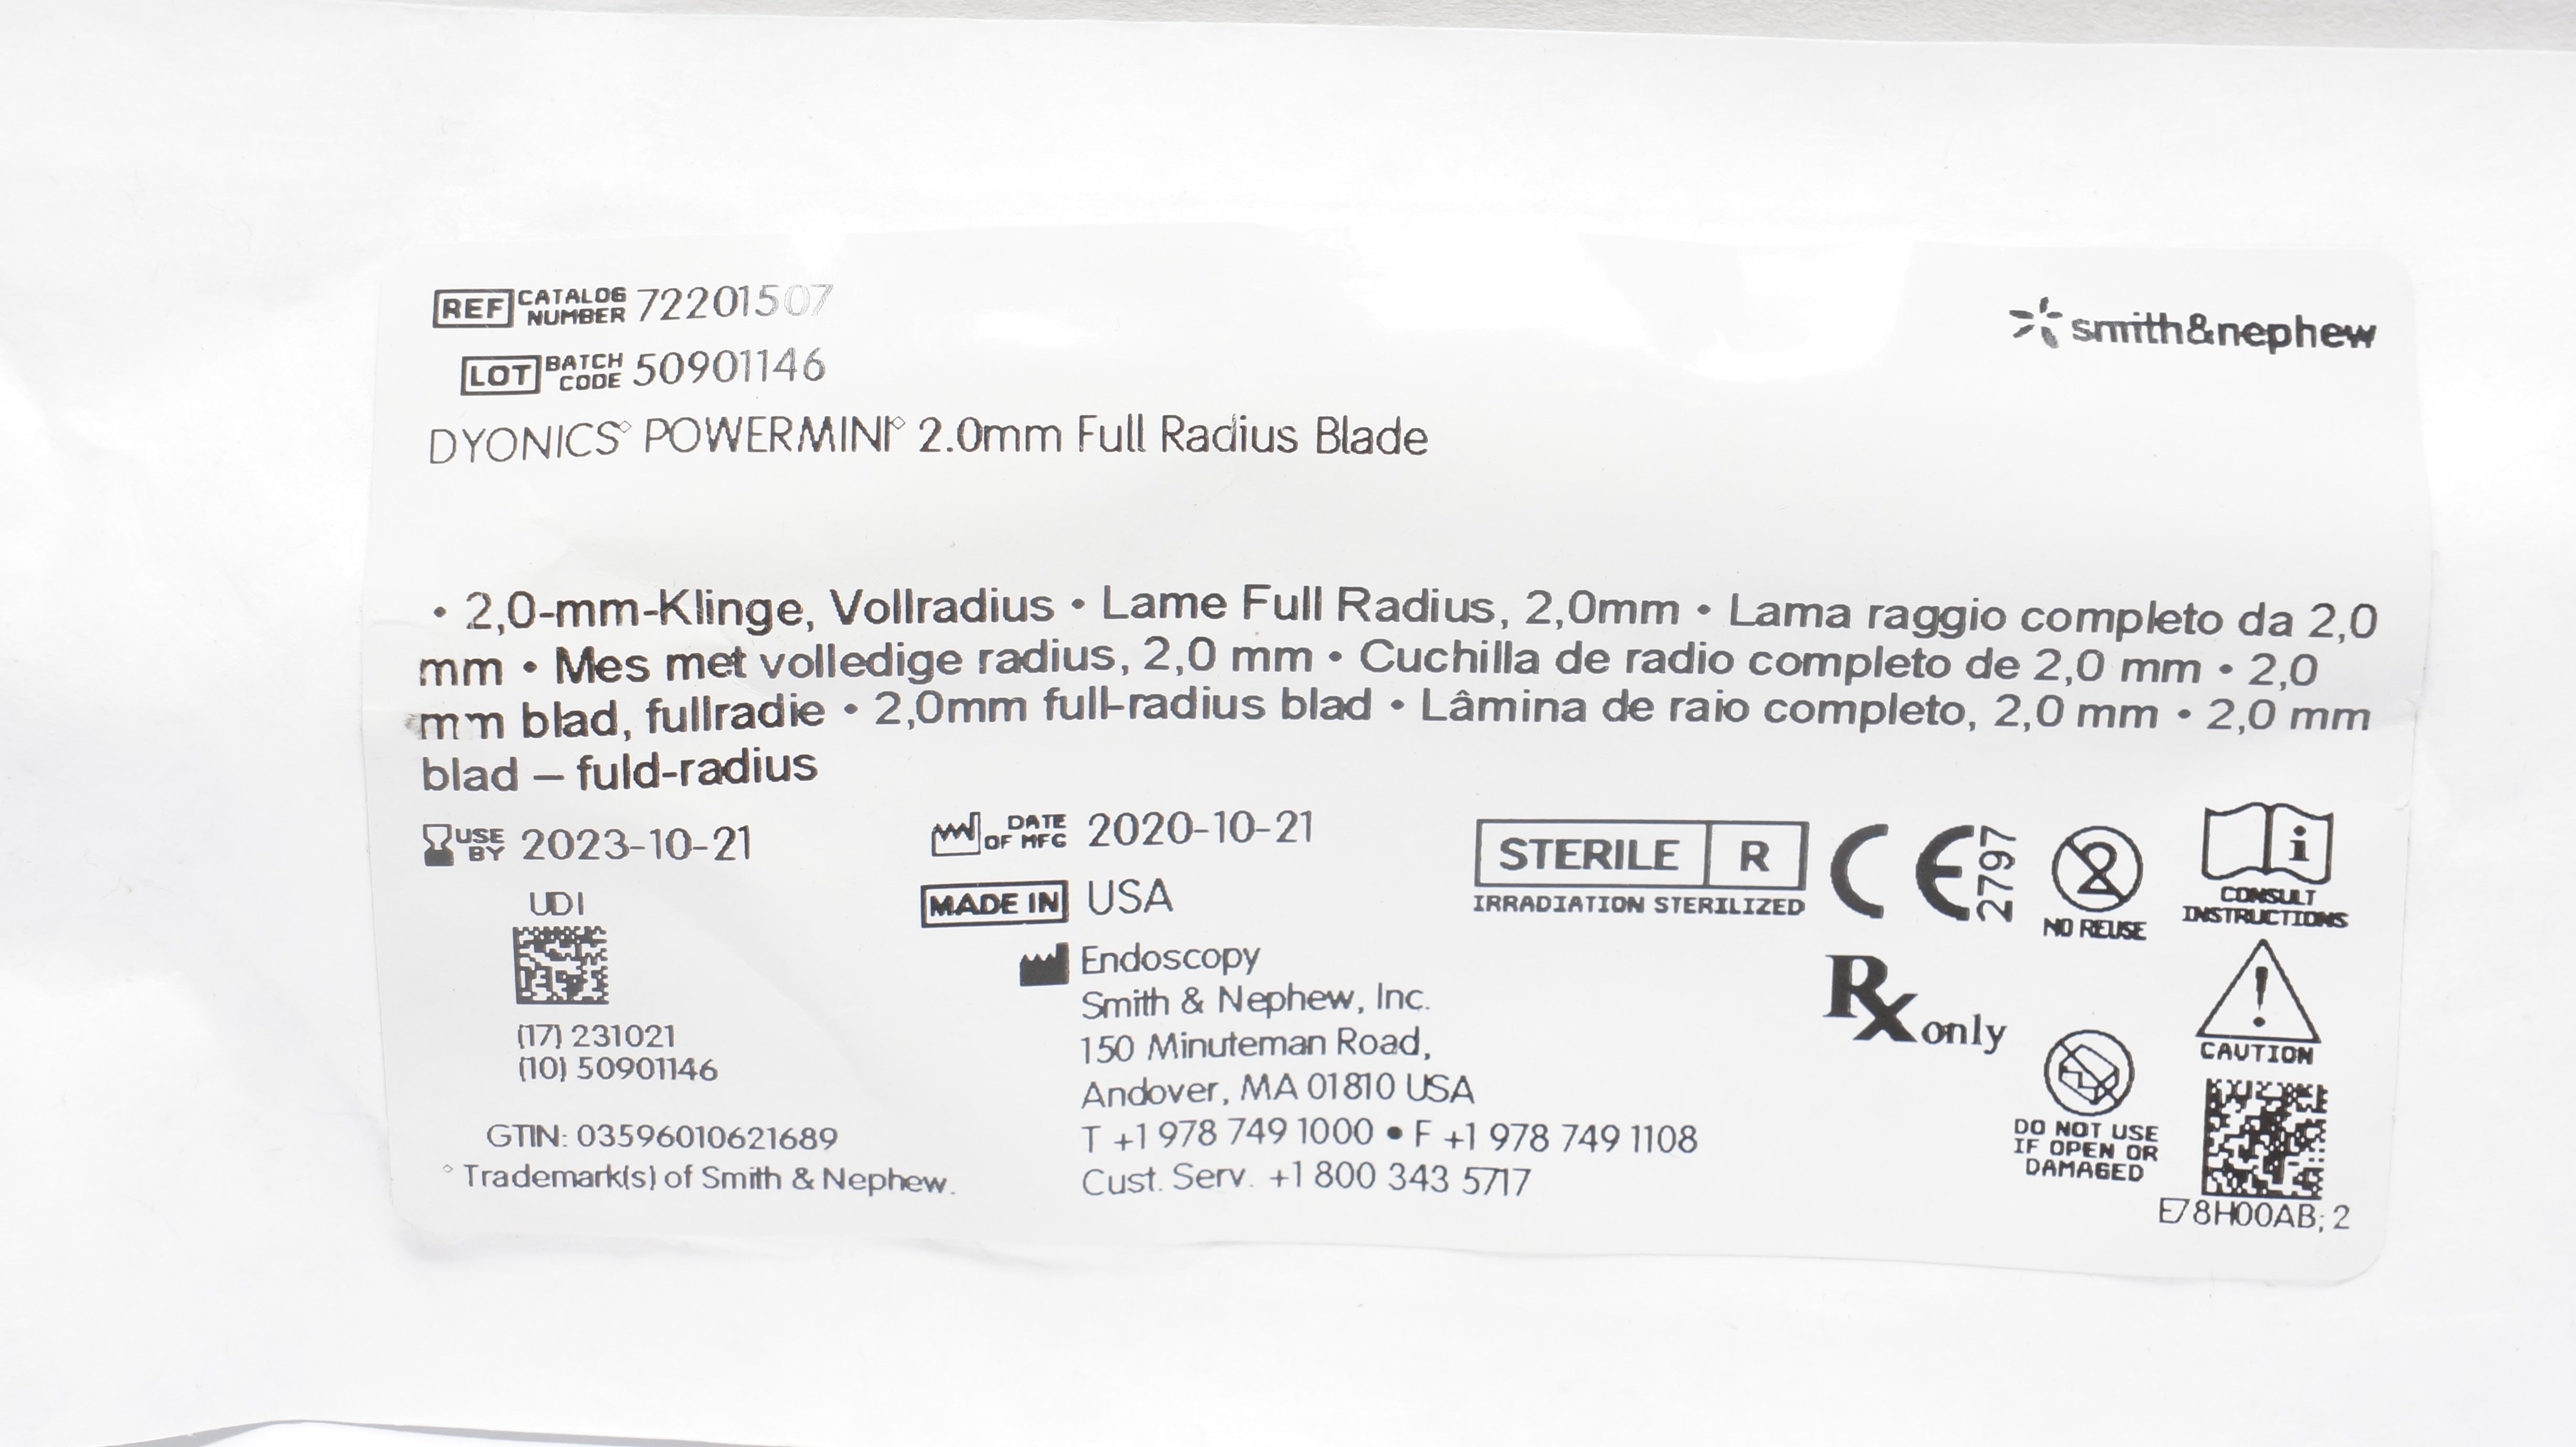 REF CATALOG NUMBER 72201507
smith&nephew
LOT BATCH CODE 50901146
DYONICS◊ POWERMINI◊ 2.0mm Full Radius Blade
• 2,0-mm-Klinge, Vollradius • Lame Full Radius, 2,0mm • Lama raggio completo da 2,0
mm • Mes met volledige radius, 2,0 mm • Cuchilla de radio completo de 2,0 mm • 2,0
mm blad, fullradie • 2,0mm full-radius blad • Lâmina de raio completo, 2,0 mm • 2,0 mm
blad – fuld-radius
USE BY 2023-10-21
DATE OF MFG 2020-10-21
MADE IN USA
UDI
(17) 231021
(10) 50901146
GTIN: 03596010621689
◊ Trademark(s) of Smith & Nephew.
Endoscopy
Smith & Nephew, Inc.
150 Minuteman Road,
Andover, MA 01810 USA
T +1 978 749 1000 • F +1 978 749 1108
Cust. Serv. +1 800 343 5717
STERILE R
IRRADIATION STERILIZED
CE 2797
2
NO REUSE
i
CONSULT
INSTRUCTIONS
Rx only
!
CAUTION
DO NOT USE
IF OPEN OR
DAMAGED
E78H00AB; 2